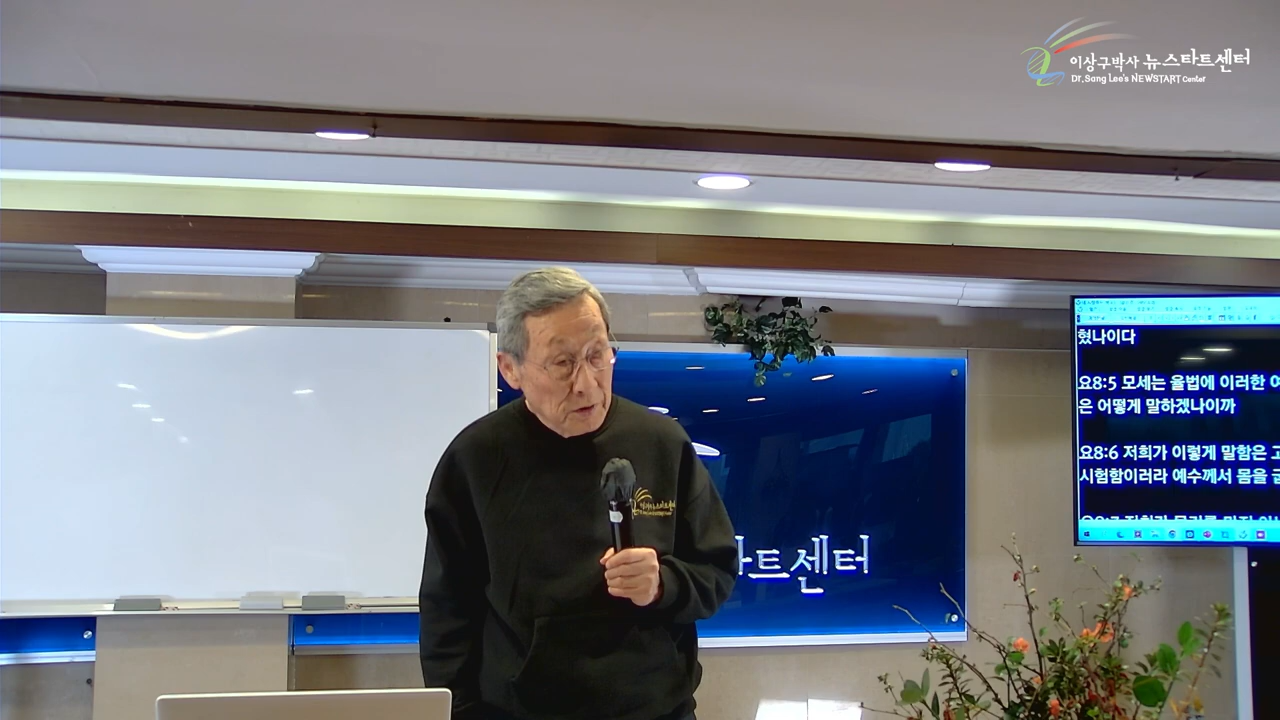 이상구박사 뉴스타트센터
Dr. Sang Lee's NEWSTART Center
혔나이다
요8:5 모세는 율법에 이러한 여
은 어떻게 말하겠나이까
요8:6 저희가 이렇게 말함은 고
시험함이러라 예수께서 몸을 굽
타트센터